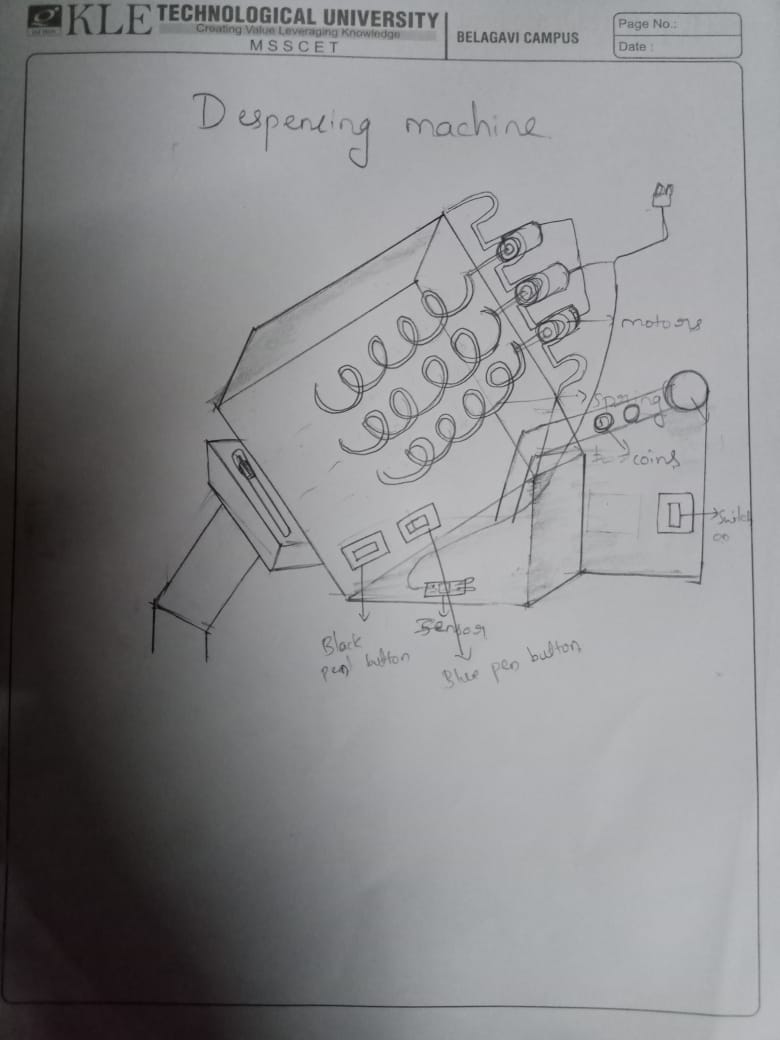 KLE TECHNOLOGICAL UNIVERSITY
Creating Value Leveraging Knowledge
MSSCET
BELAGAVI CAMPUS
Page No.:
Date :
Despencing machine
motors
Spring
coins
Switch
on
Sensor
Black
pen button
Blue pen button